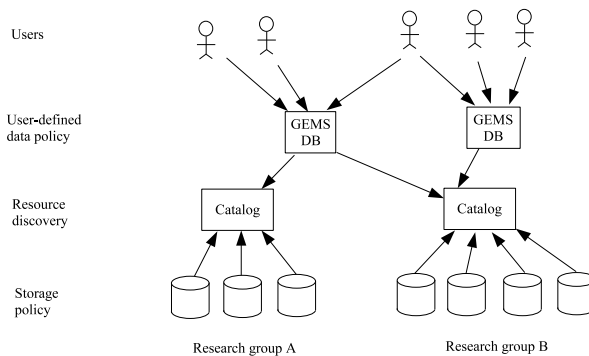 Users
User-defined
data policy
GEMS
DB
GEMS
DB
Resource
discovery
Catalog
Catalog
Storage
policy
Research group A
Research group B